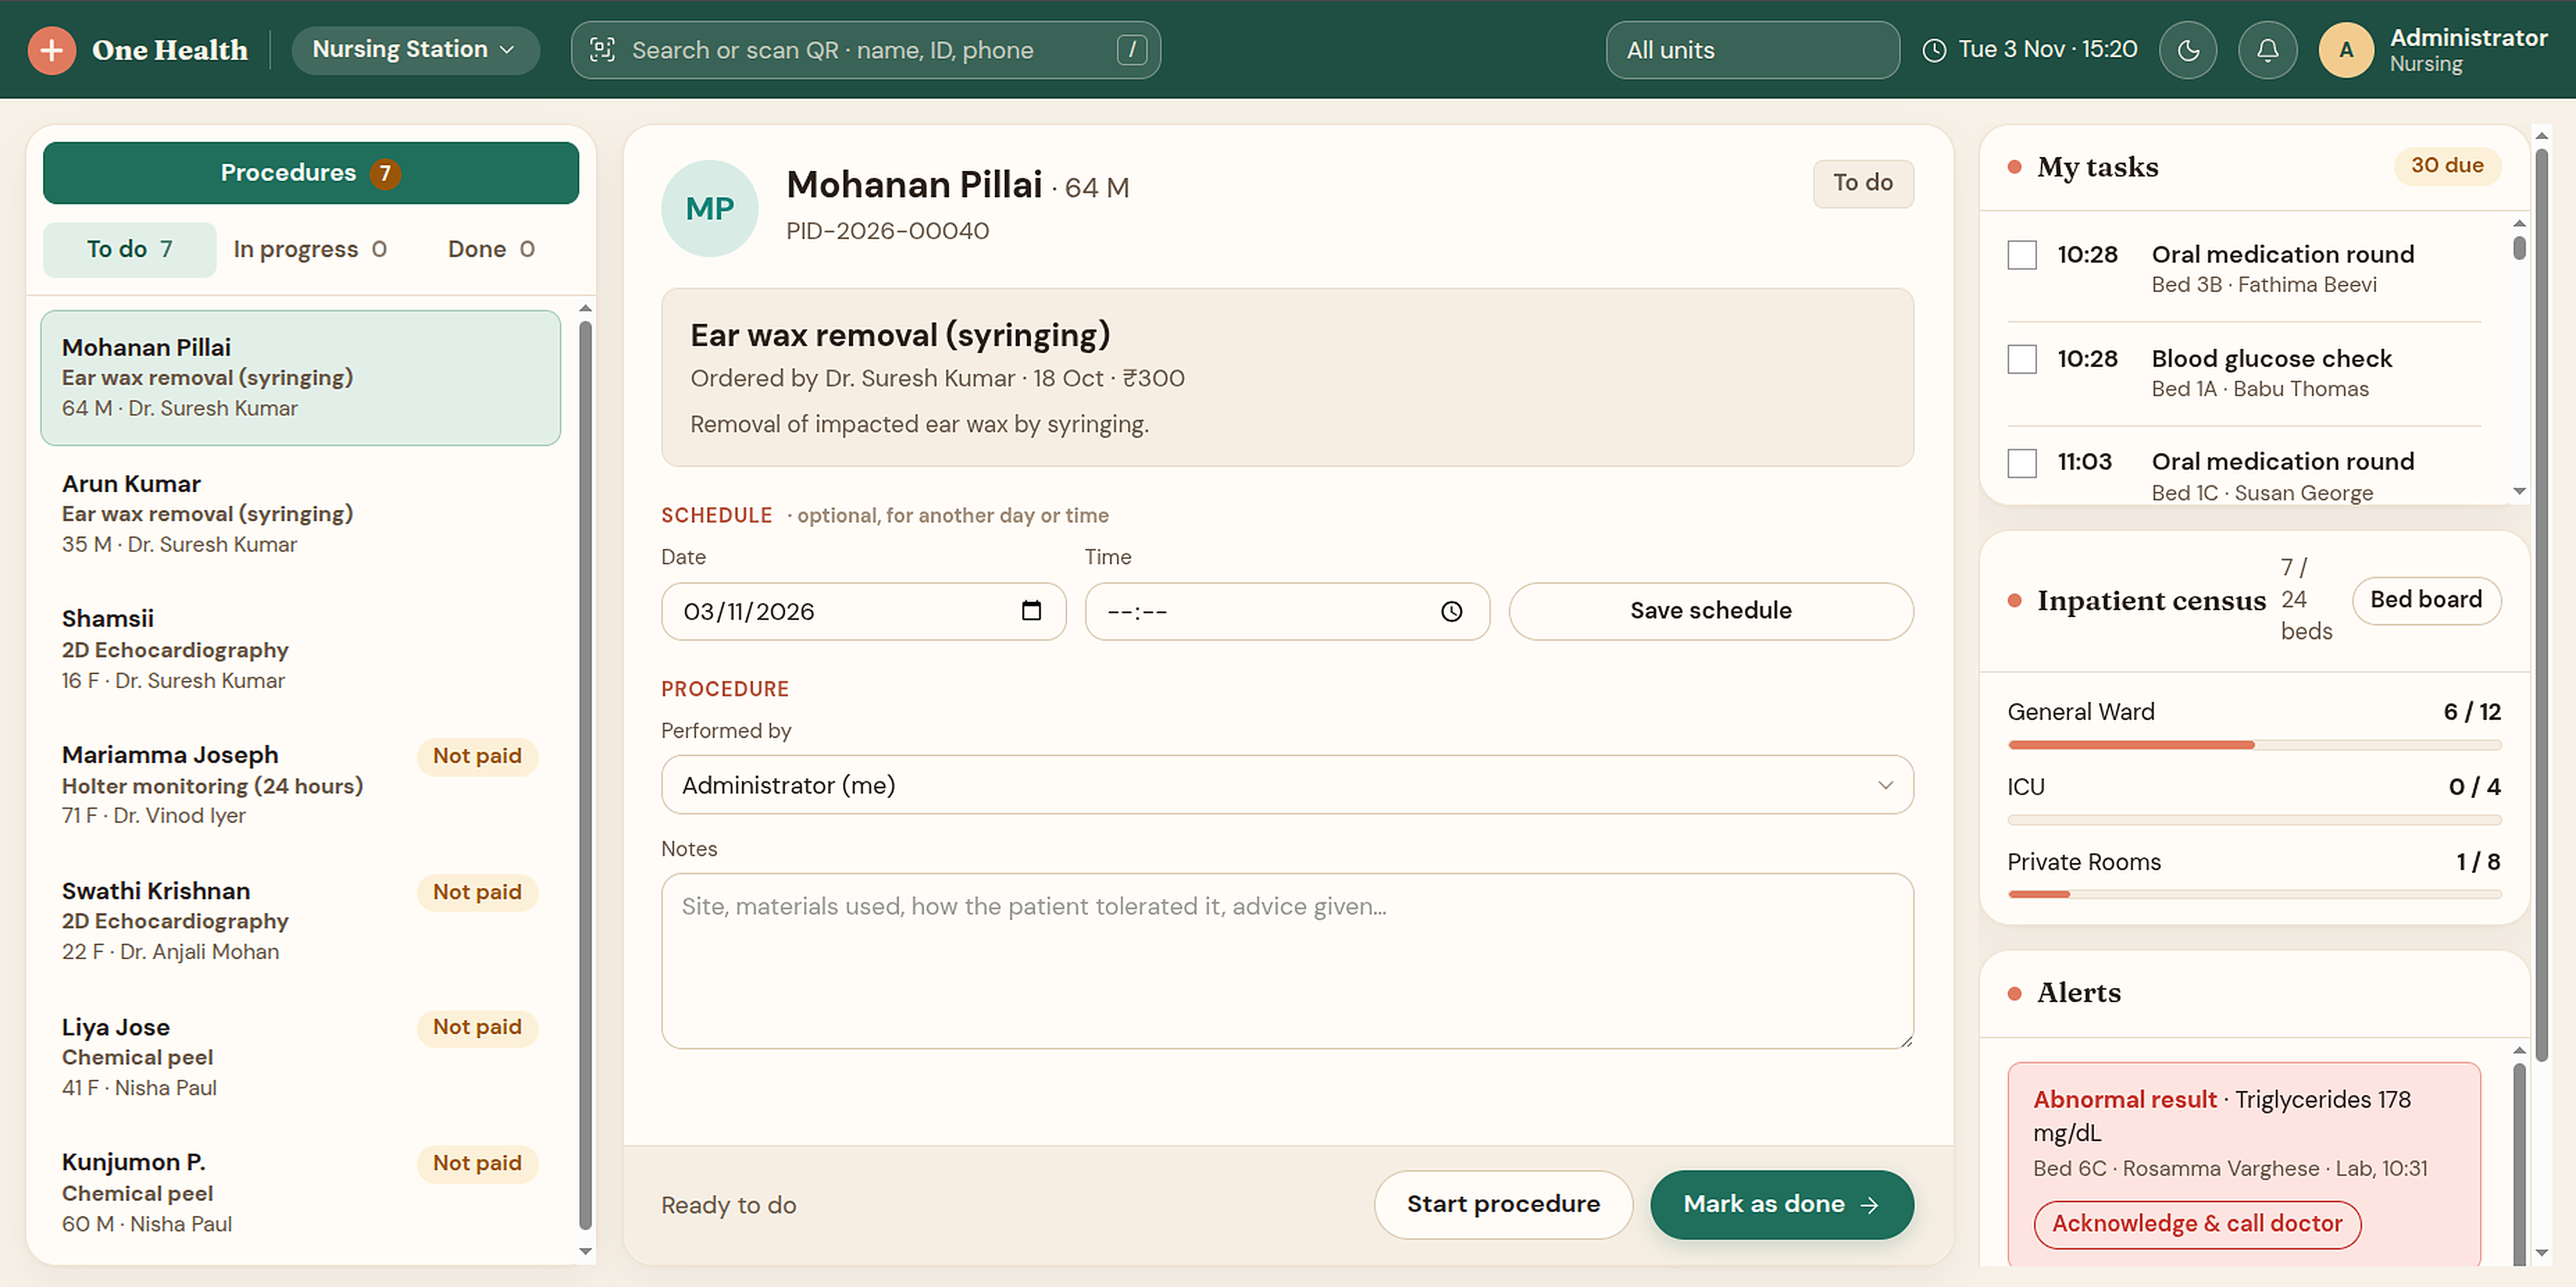 One Health
Nursing Station
Search or scan QR · name, ID, phone
/
All units
Tue 3 Nov · 15:20
A
Administrator
Nursing
Procedures 7
To do 7
In progress 0
Done 0
Mohanan Pillai
Ear wax removal (syringing)
64 M · Dr. Suresh Kumar
Arun Kumar
Ear wax removal (syringing)
35 M · Dr. Suresh Kumar
Shamsii
2D Echocardiography
16 F · Dr. Suresh Kumar
Mariamma Joseph
Not paid
Holter monitoring (24 hours)
71 F · Dr. Vinod Iyer
Swathi Krishnan
Not paid
2D Echocardiography
22 F · Dr. Anjali Mohan
Liya Jose
Not paid
Chemical peel
41 F · Nisha Paul
Kunjumon P.
Not paid
Chemical peel
60 M · Nisha Paul
MP
Mohanan Pillai · 64 M
PID-2026-00040
To do
Ear wax removal (syringing)
Ordered by Dr. Suresh Kumar · 18 Oct · ₹300
Removal of impacted ear wax by syringing.
SCHEDULE · optional, for another day or time
Date
Time
03/11/2026
--:--
Save schedule
PROCEDURE
Performed by
Administrator (me)
Notes
Site, materials used, how the patient tolerated it, advice given...
Ready to do
Start procedure
Mark as done →
My tasks
30 due
10:28
Oral medication round
Bed 3B · Fathima Beevi
10:28
Blood glucose check
Bed 1A · Babu Thomas
11:03
Oral medication round
Bed 1C · Susan George
Inpatient census
7 /
24
beds
Bed board
General Ward
6 / 12
ICU
0 / 4
Private Rooms
1 / 8
Alerts
Abnormal result · Triglycerides 178
mg/dL
Bed 6C · Rosamma Varghese · Lab, 10:31
Acknowledge & call doctor